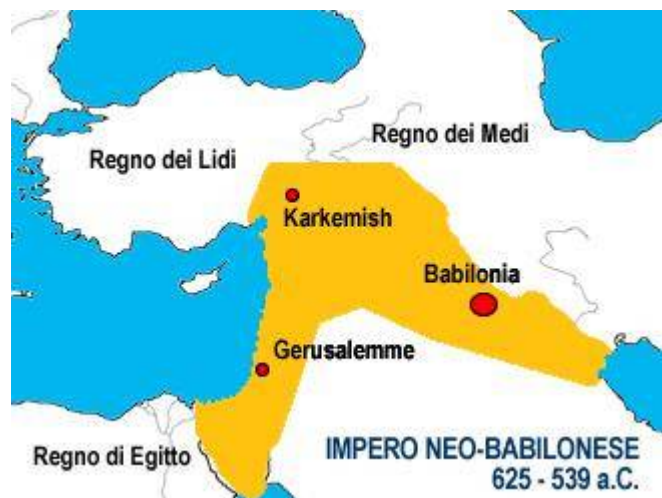 Regno dei Medi
Regno dei Lidi
Karkemish
Babilonia
Gerusalemme
Regno di Egitto
IMPERO NEO-BABILONESE
625 - 539 a.C.